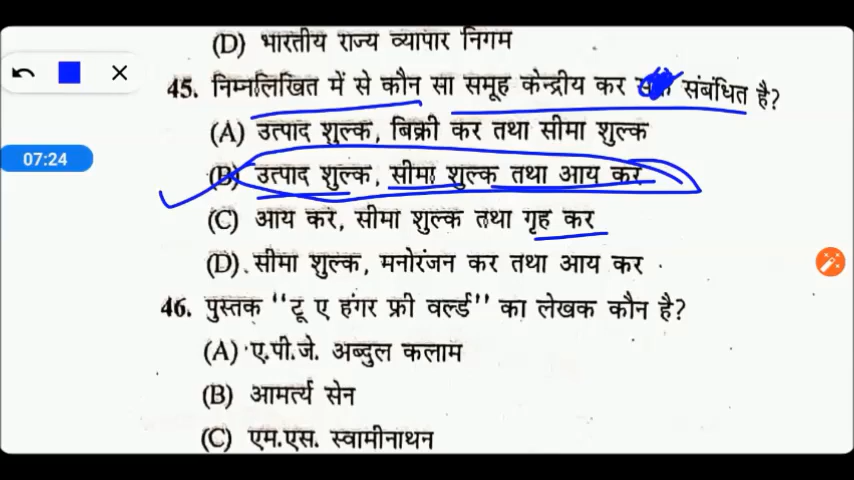 (D) भारतीय राज्य व्यापार निगम
45. निम्नलिखित में से कौन सा समूह केन्द्रीय कर संबंधित है?
(A) उत्पाद शुल्क, बिक्री कर तथा सीमा शुल्क
07:24
(B) उत्पाद शुल्क, सीमा शुल्क तथा आय कर
(C) आय कर, सीमा शुल्क तथा गृह कर
(D) सीमा शुल्क, मनोरंजन कर तथा आय कर
46. पुस्तक "टू ए हंगर फ्री वर्ल्ड" का लेखक कौन है?
(A) ए.पी.जे. अब्दुल कलाम
(B) आमर्त्य सेन
(C) एम.एस. स्वामीनाथन